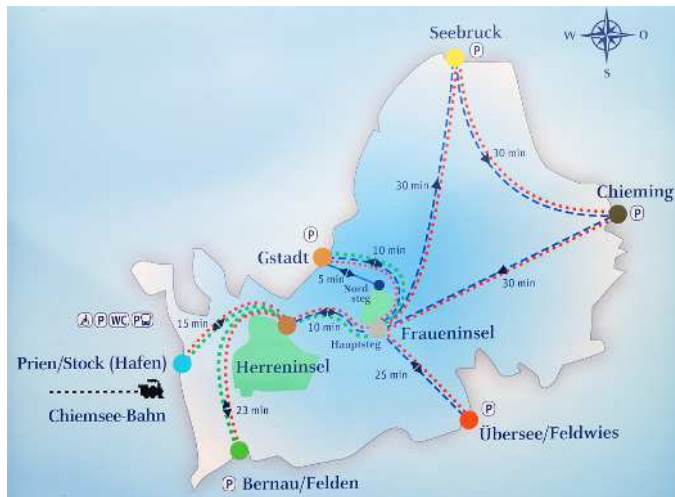 Seebruck
P
W
O
S
30 min
30 min
Chieming
P
P
Gstadt
10 min
5 min
Nord
steg
30 min
P WC P
15 min
10 min
Fraueninsel
Hauptsteg
Prien/Stock (Hafen)
Herreninsel
25 min
Chiemsee-Bahn
23 min
P
Übersee/Feldwies
P
Bernau/Felden